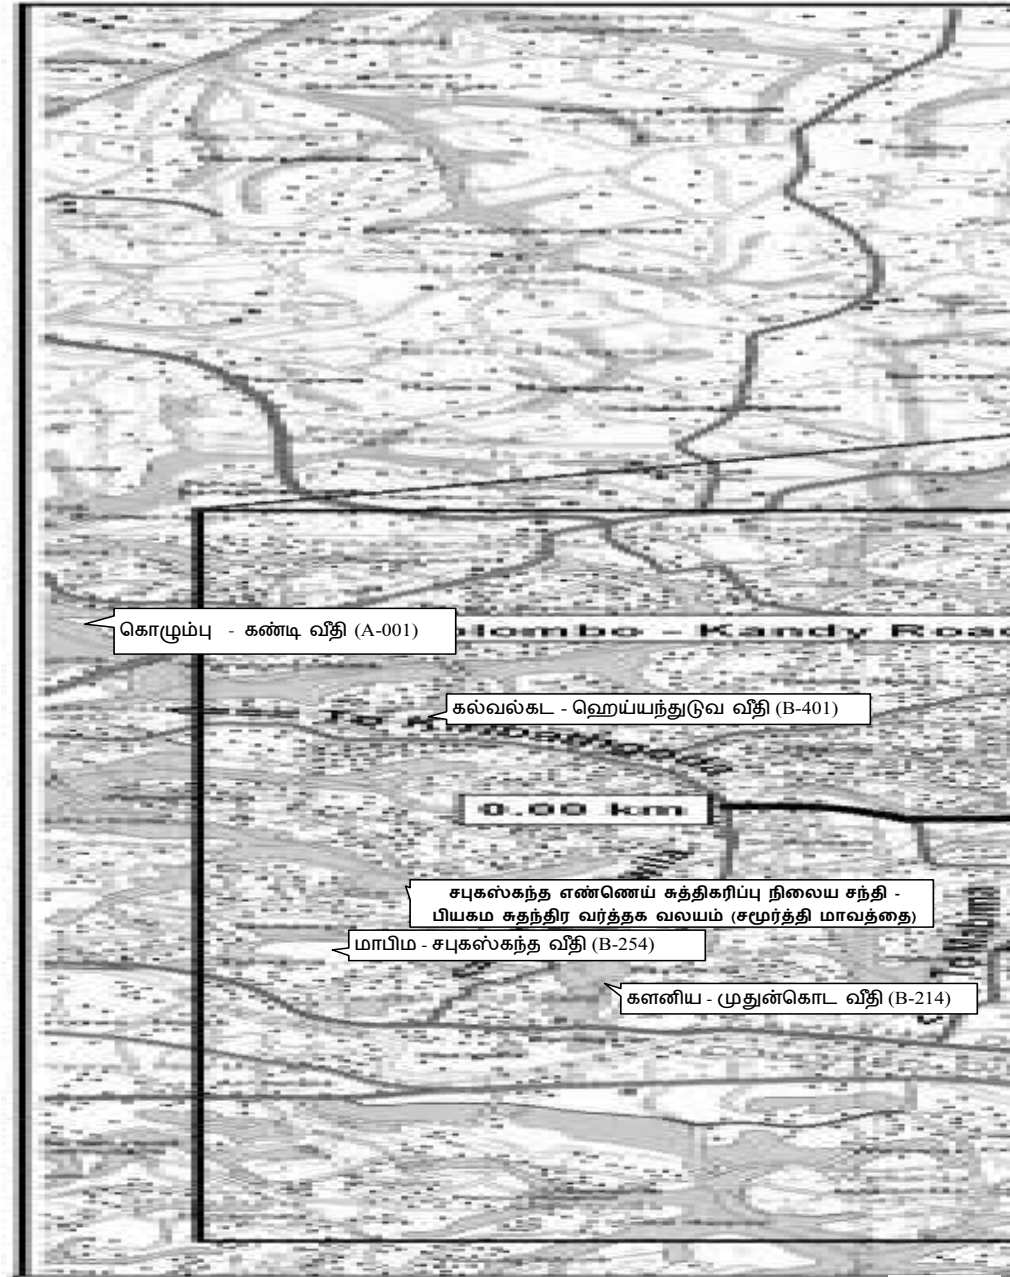 கொழும்பு - கண்டி வீதி (A-001)
Kandy Road
கல்வல்கட - ஹெய்யந்துடுவ வீதி (B-401)
0.00 km
சபுகஸ்கந்த எண்ணெய் சுத்திகரிப்பு நிலைய சந்தி -
பியகம சுதந்திர வர்த்தக வலயம் (சமூர்த்தி மாவத்தை)
மாபிம - சபுகஸ்கந்த வீதி (B-254)
களனிய - முதுன்கொட வீதி (B-214)